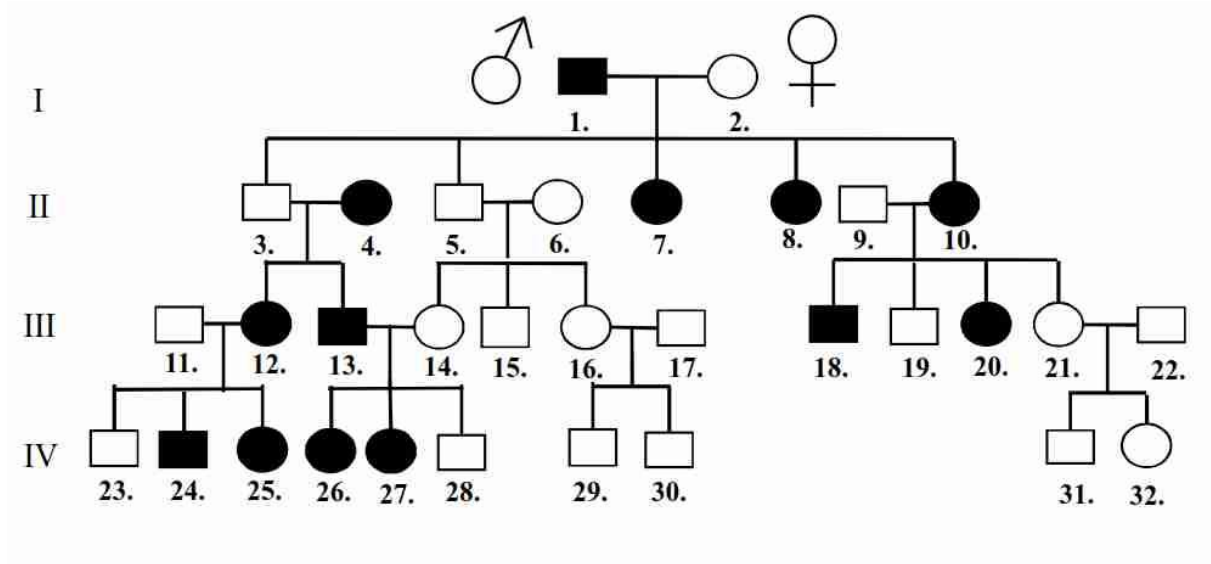 I
1. 2.
II
3. 4. 5. 6. 7. 8. 9. 10.
III
11. 12. 13. 14. 15. 16. 17. 18. 19. 20. 21. 22.
IV
23. 24. 25. 26. 27. 28. 29. 30. 31. 32.